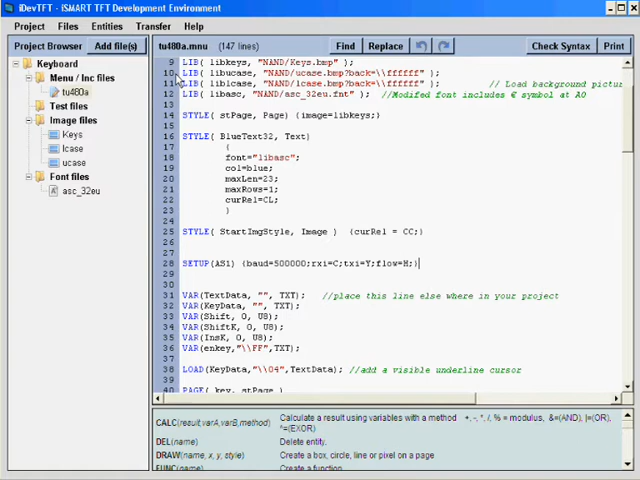 iDevTFT - iSMART TFT Development Environment
Project Files Entities Transfer Help
Project Browser Add file(s) tu480a.mnu (147 lines) Find Replace Check Syntax Print
Keyboard
Menu / Inc files
tu480a
Test files
Image files
Keys
lcase
ucase
Font files
asc_32eu
9 LIB( libkeys, "NAND/Keys.bmp" );
10 LIB( libucase, "NAND/ucase.bmp?back=\\ffffff" );
11 LIB( liblcase, "NAND/lcase.bmp?back=\\ffffff" ); // Load background pictur
12 LIB( libasc, "NAND/asc_32eu.fnt" ); //Modifed font includes € symbol at A0
13
14 STYLE( stPage, Page) {image=libkeys;}
15
16 STYLE( BlueText32, Text)
17 {
18 font="libasc";
19 col=blue;
20 maxLen=23;
21 maxRows=1;
22 curRel=CL;
23 }
24
25 STYLE( StartImgStyle, Image ) {curRel = CC;}
28 SETUP(AS1) {baud=500000;rxi=C;txi=Y;flow=H;}
29
31 VAR(TextData, "", TXT); //place this line else where in your project
32 VAR(KeyData, "", TXT);
33 VAR(Shift, 0, U8);
34 VAR(ShiftK, 0, U8);
35 VAR(InsK, 0, U8);
36 VAR(enkey,"\\FF",TXT);
38 LOAD(KeyData,"\\04",TextData); //add a visible underline cursor
40 PAGE( key, stPage )
CALC(result,varA,varB,method) Calculate a result using variables with a method +,-,*,/, % = modulus, &=(AND), |=(OR), ^=(EXOR)
DEL(name) Delete entity.
DRAW(name, x, y, style) Create a box, circle, line or pixel on a page
FUNC(name) Create a function